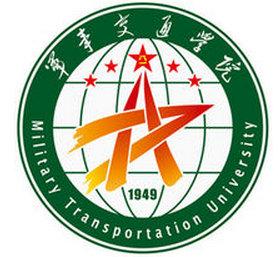 军事交通学院
1949
Military Transportation University